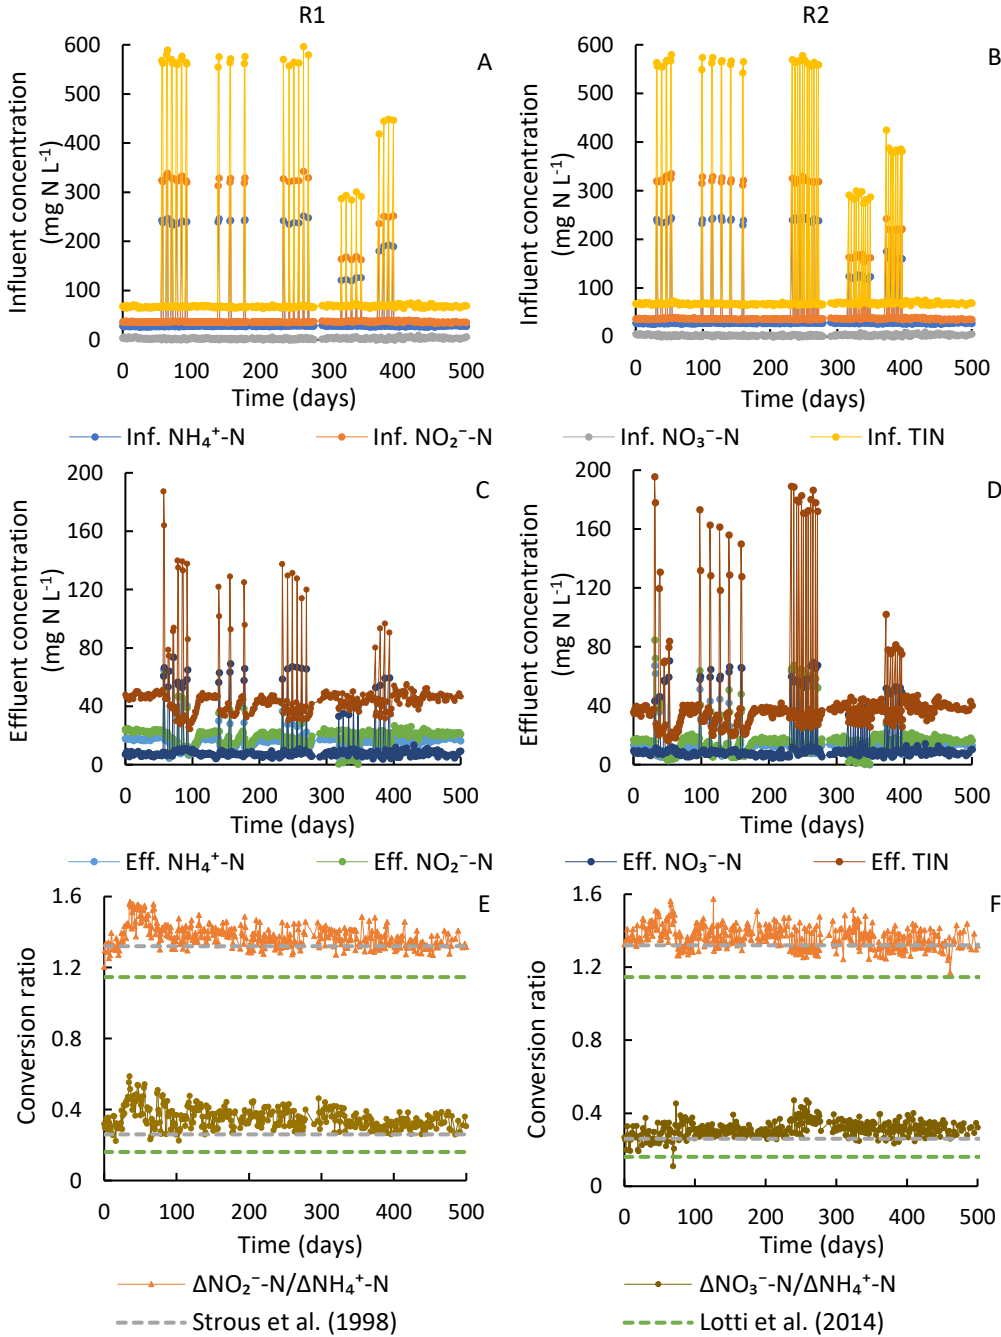 R1
R2
A
B
Influent concentration
(mg N L⁻¹)
600
500
400
300
200
100
0
0 100 200 300 400 500
Time (days)
Influent concentration
(mg N L⁻¹)
600
500
400
300
200
100
0
0 100 200 300 400 500
Time (days)
Inf. NH₄⁺-N Inf. NO₂⁻-N Inf. NO₃⁻-N Inf. TIN
C
D
Effluent concentration
(mg N L⁻¹)
200
160
120
80
40
0
0 100 200 300 400 500
Time (days)
Effluent concentration
(mg N L⁻¹)
200
160
120
80
40
0
0 100 200 300 400 500
Time (days)
Eff. NH₄⁺-N Eff. NO₂⁻-N Eff. NO₃⁻-N Eff. TIN
E
F
Conversion ratio
1.6
1.2
0.8
0.4
0
0 100 200 300 400 500
Time (days)
Conversion ratio
1.6
1.2
0.8
0.4
0
0 100 200 300 400 500
Time (days)
ΔNO₂⁻-N/ΔNH₄⁺-N ΔNO₃⁻-N/ΔNH₄⁺-N
Strous et al. (1998) Lotti et al. (2014)